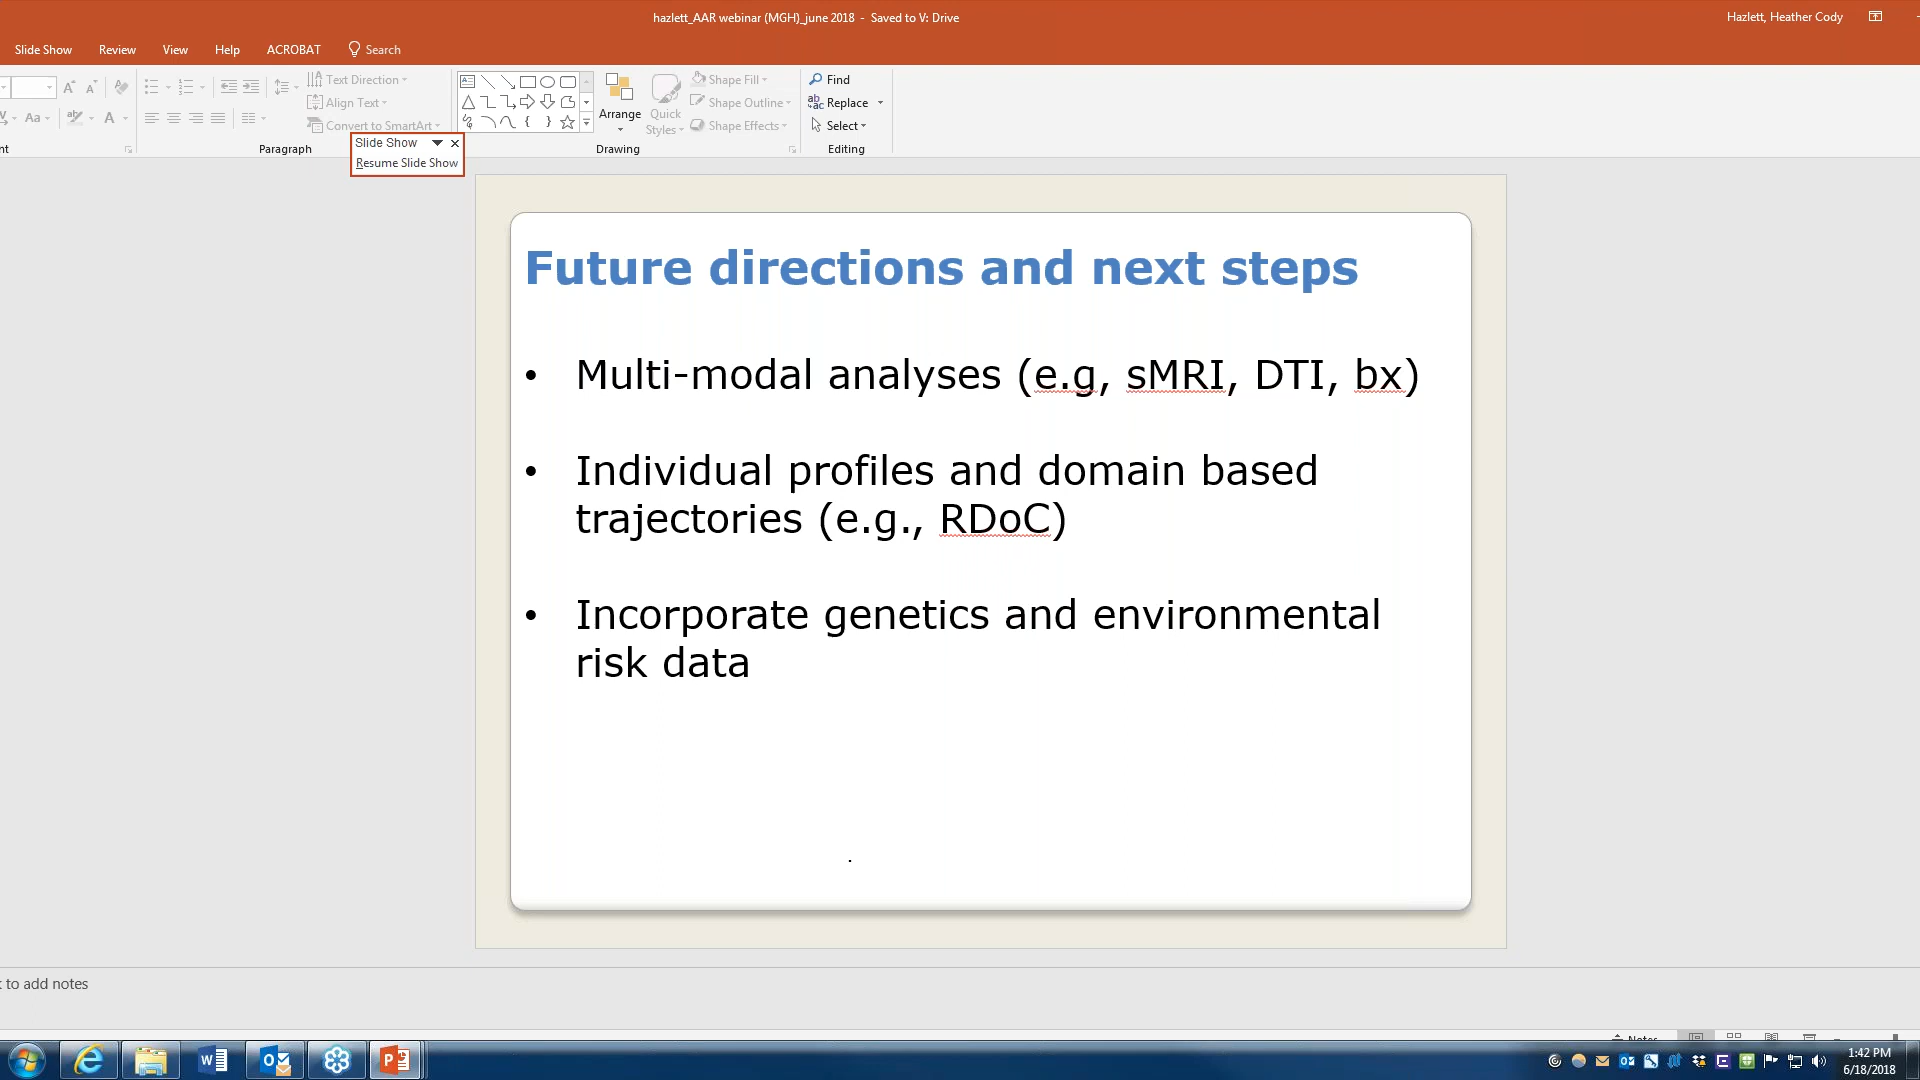 hazlett_AAR webinar (MGH)_june 2018 - Saved to V: Drive
Hazlett, Heather Cody
Slide Show Review View Help ACROBAT Search
Text Direction
Align Text
Convert to SmartArt
Aa
A
Paragraph
Slide Show
Resume Slide Show
Arrange
Quick
Styles
Shape Fill
Shape Outline
Shape Effects
Drawing
Find
Replace
Select
Editing
Future directions and next steps
• Multi-modal analyses (e.g, sMRI, DTI, bx)
• Individual profiles and domain based
trajectories (e.g., RDoC)
• Incorporate genetics and environmental
risk data
.
to add notes
1:42 PM
6/18/2018